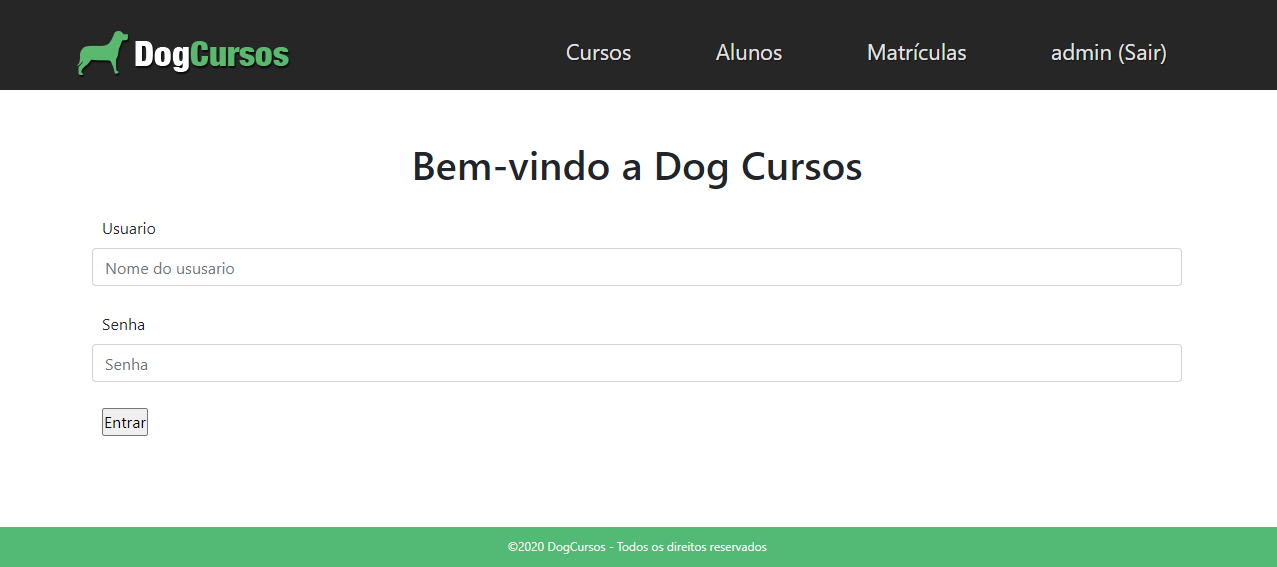 DogCursos Cursos Alunos Matrículas admin (Sair)
Bem-vindo a Dog Cursos
Usuario
Nome do ususario
Senha
Senha
Entrar
©2020 DogCursos - Todos os direitos reservados